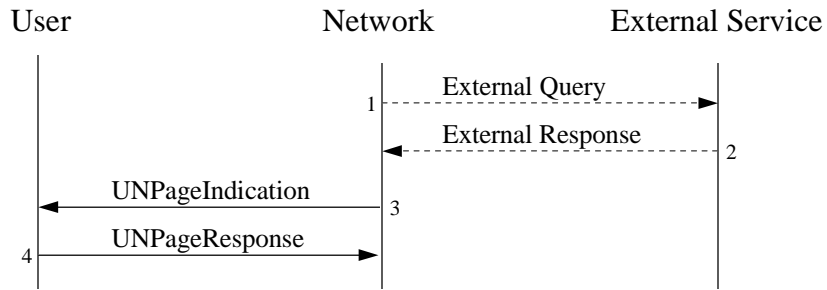 User Network External Service
1 External Query
External Response 2
UNPageIndication 3
4 UNPageResponse